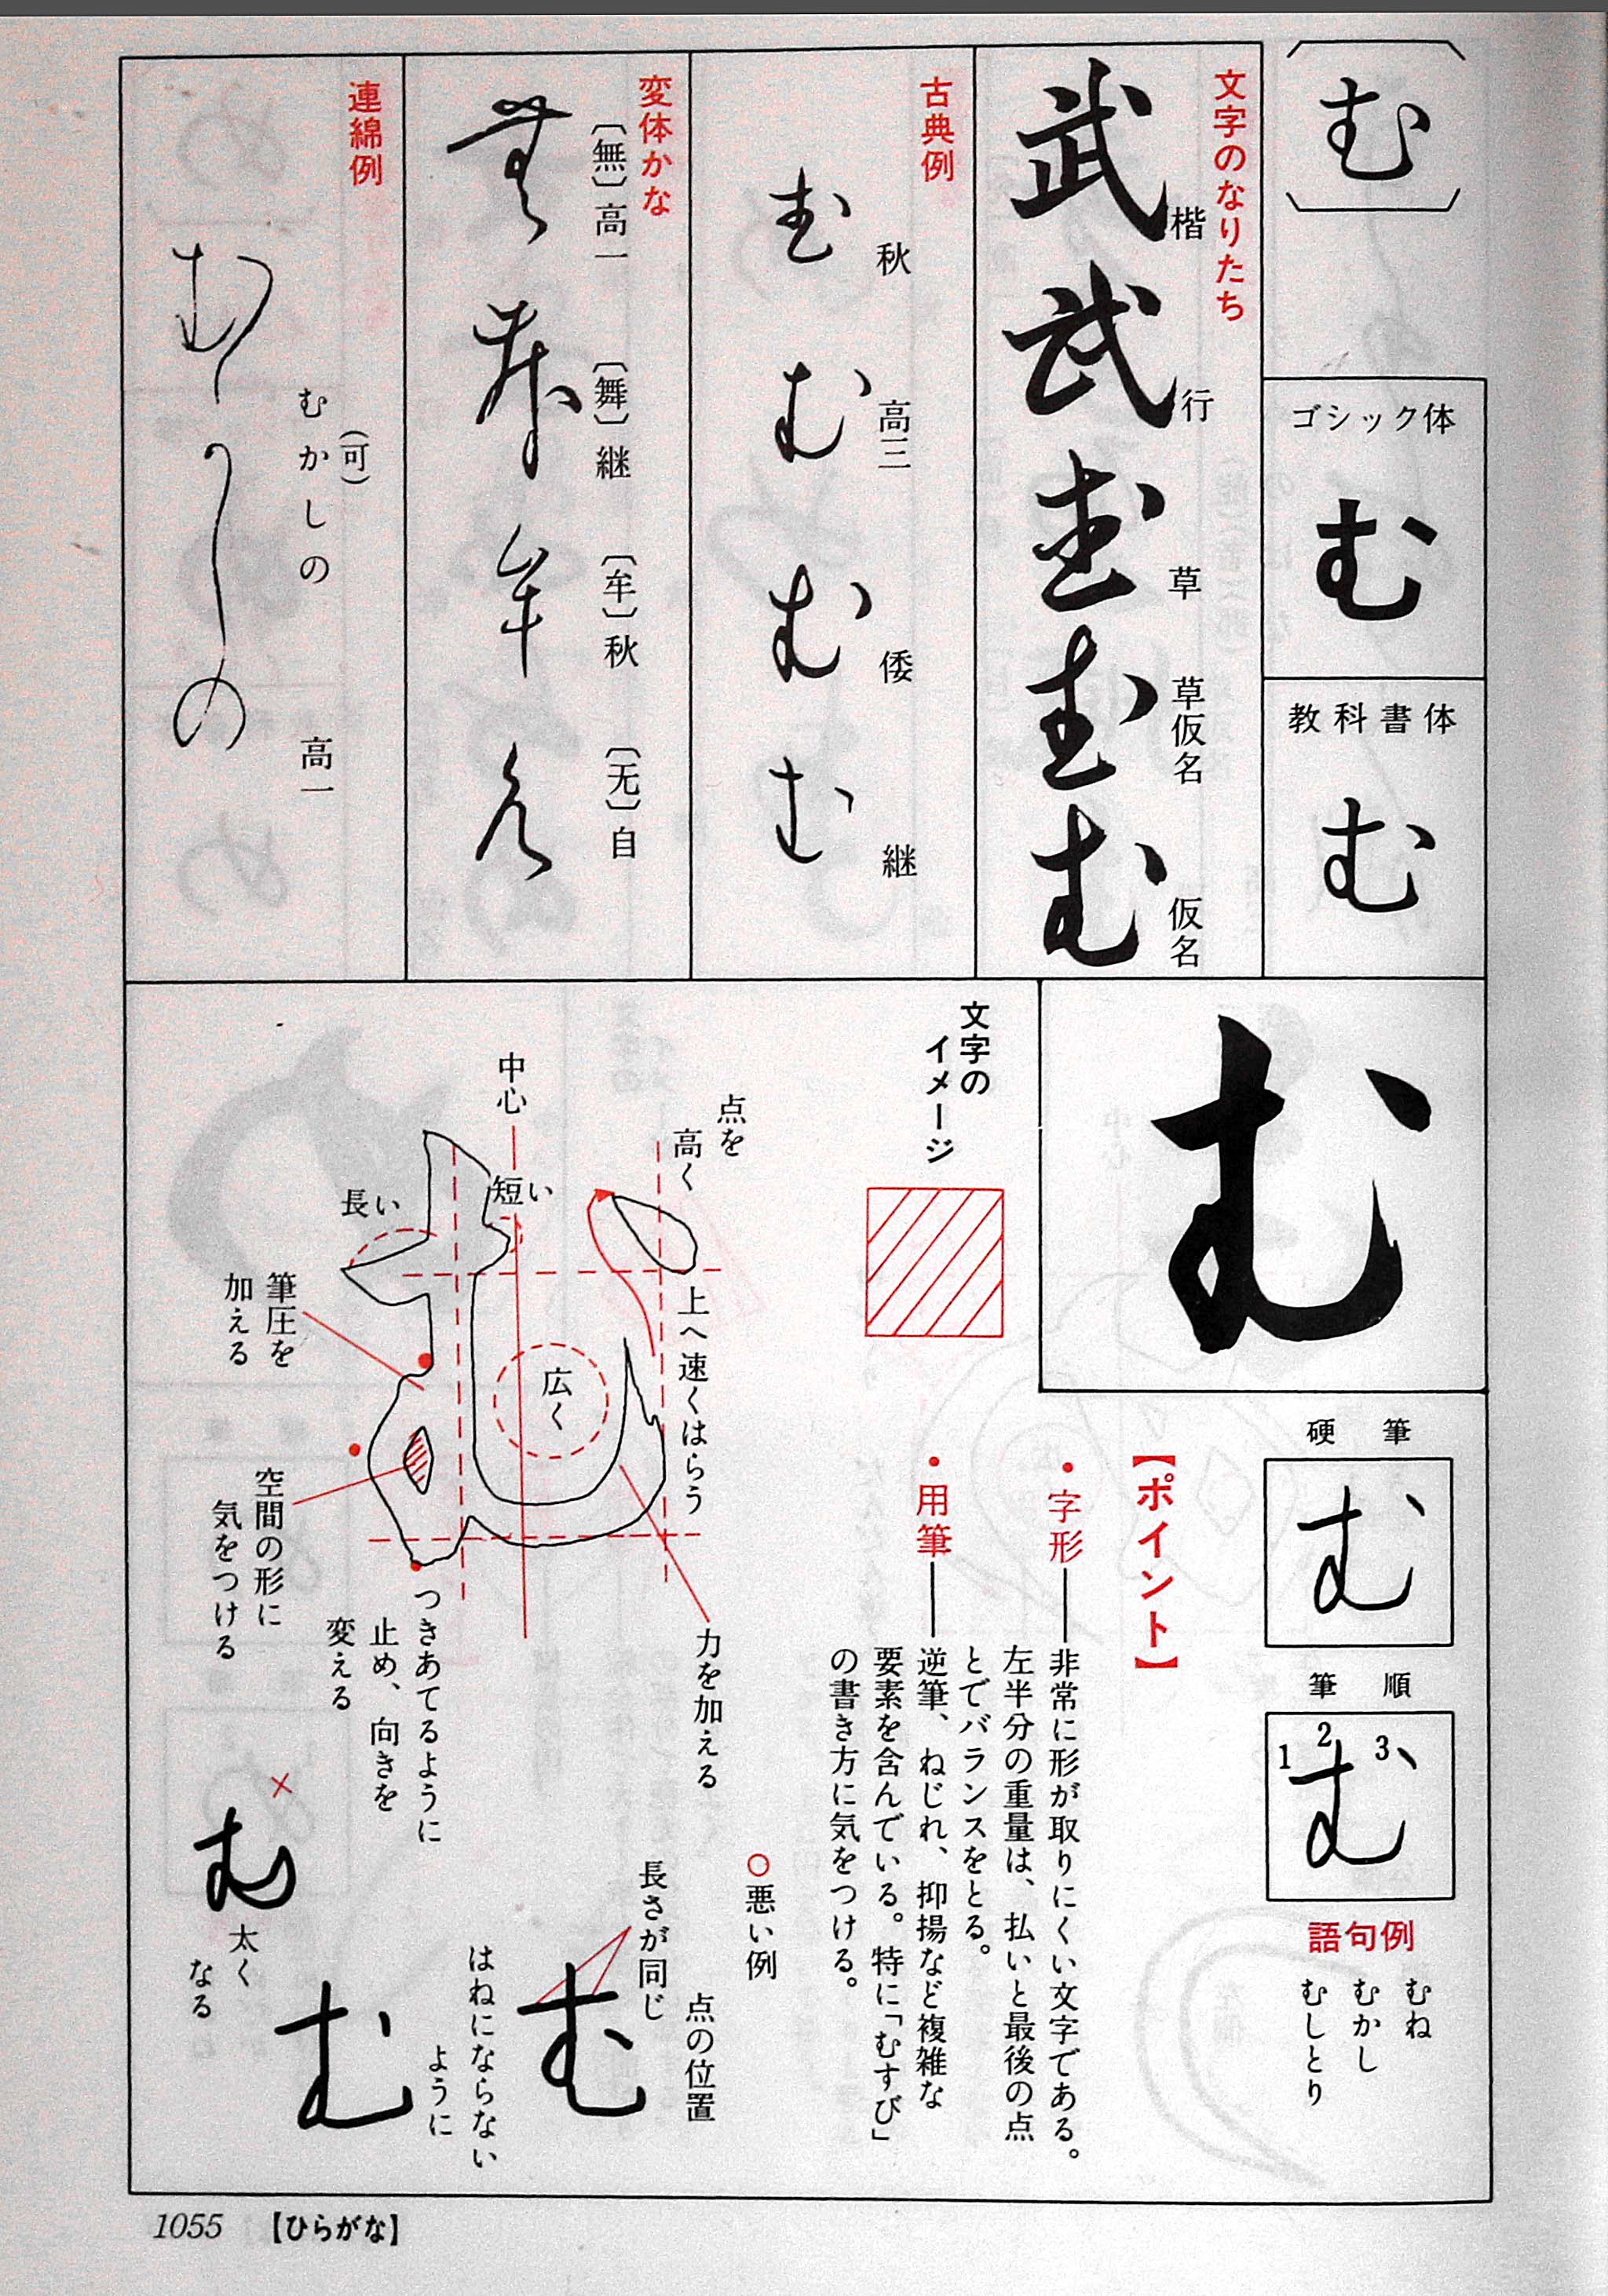 む
ゴシック体
む
教科書体
む
文字のなりたち
武 楷
武 行
武 草
武 草仮名
む 仮名
古典例
む 秋
む 高三
む 倭
む 継
変体かな
〔無〕高一
〔舞〕継
〔牟〕秋
〔无〕自
連綿例
(可)
むかしの 高一
むかしの
む
硬筆
む
筆順
1 2 3
む
語句例
むね
むかし
むしとり
【ポイント】
・字形―非常に形が取りにくい文字である。
左半分の重量は、払いと最後の点
とでバランスをとる。
・用筆―逆筆、ねじれ、抑揚など複雑な
要素を含んでいる。特に「むすび」
の書き方に気をつける。
文字の
イメージ
点を
高く
中心
短い
長い
上へ速くはらう
広く
筆圧を
加える
空間の形に
気をつける
つきあてるように
止め、向きを
変える
力を加える
○悪い例
点の位置
長さが同じ
む
はねにならない
ように
む
×
む
太く
なる
1055 【ひらがな】